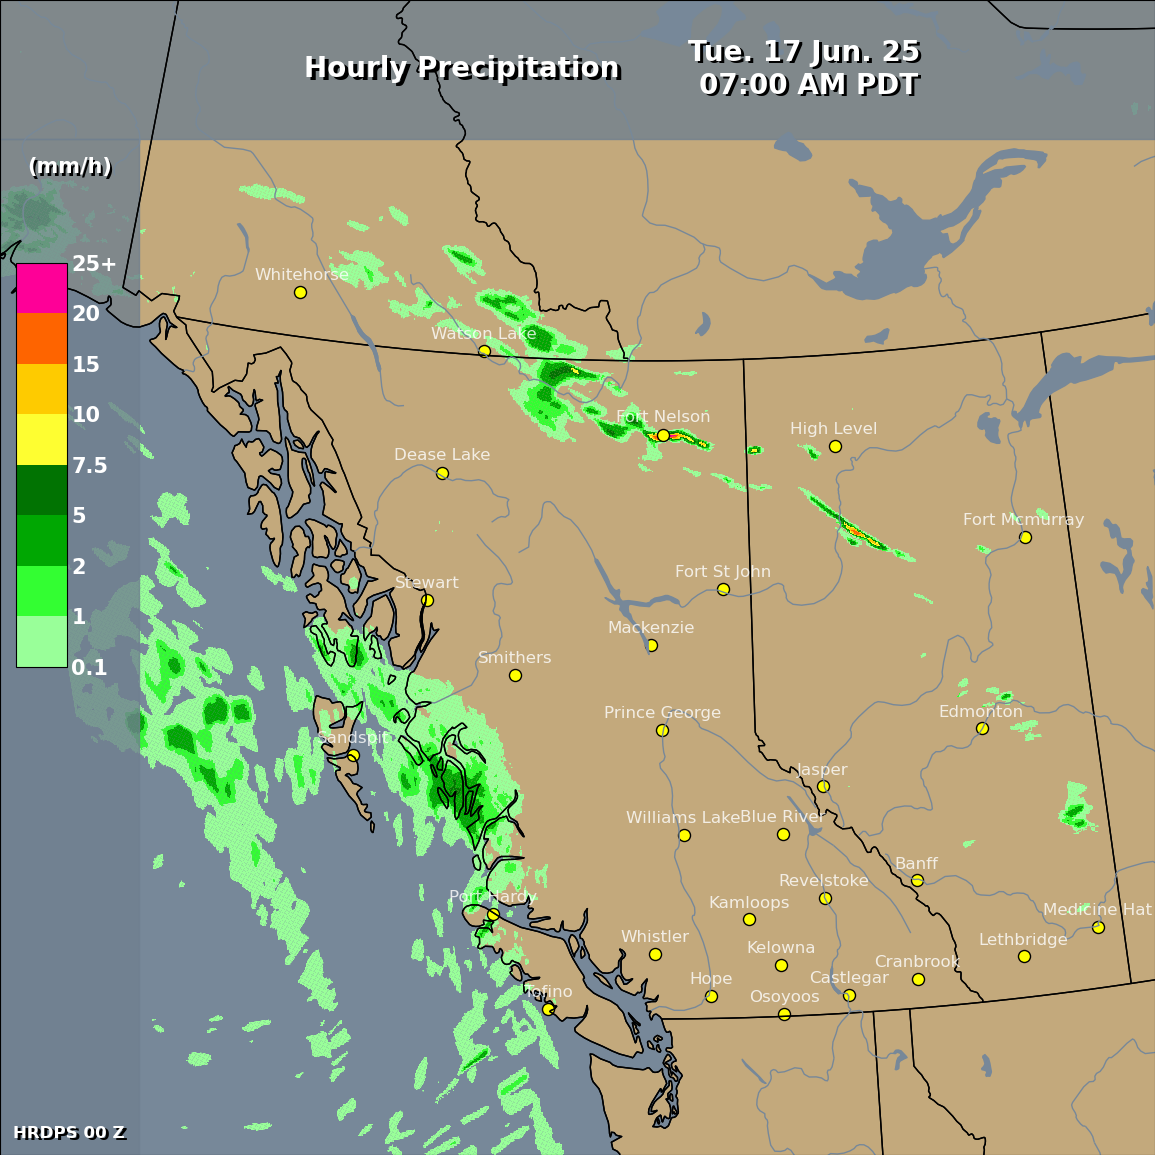 Hourly Precipitation
Tue. 17 Jun. 25
07:00 AM PDT
(mm/h)
25+
20
15
10
7.5
5
2
1
0.1
Whitehorse
Watson Lake
Fort Nelson
High Level
Dease Lake
Fort Mcmurray
Fort St John
Stewart
Mackenzie
Smithers
Prince George
Edmonton
Sandspit
Jasper
Williams Lake
Blue River
Banff
Revelstoke
Port Hardy
Kamloops
Medicine Hat
Whistler
Kelowna
Lethbridge
Cranbrook
Hope
Castlegar
Tofino
Osoyoos
HRDPS 00 Z